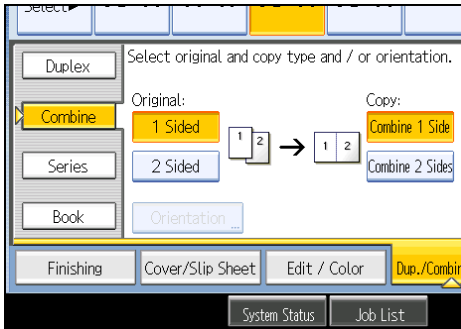 Select►
Duplex
Select original and copy type and / or orientation.
Combine
Original:
Copy:
1 Sided
1 2
1 2
Combine 1 Side
Series
2 Sided
Combine 2 Sides
Book
Orientation
Finishing
Cover/Slip Sheet
Edit / Color
Dup./Combin
System Status
Job List